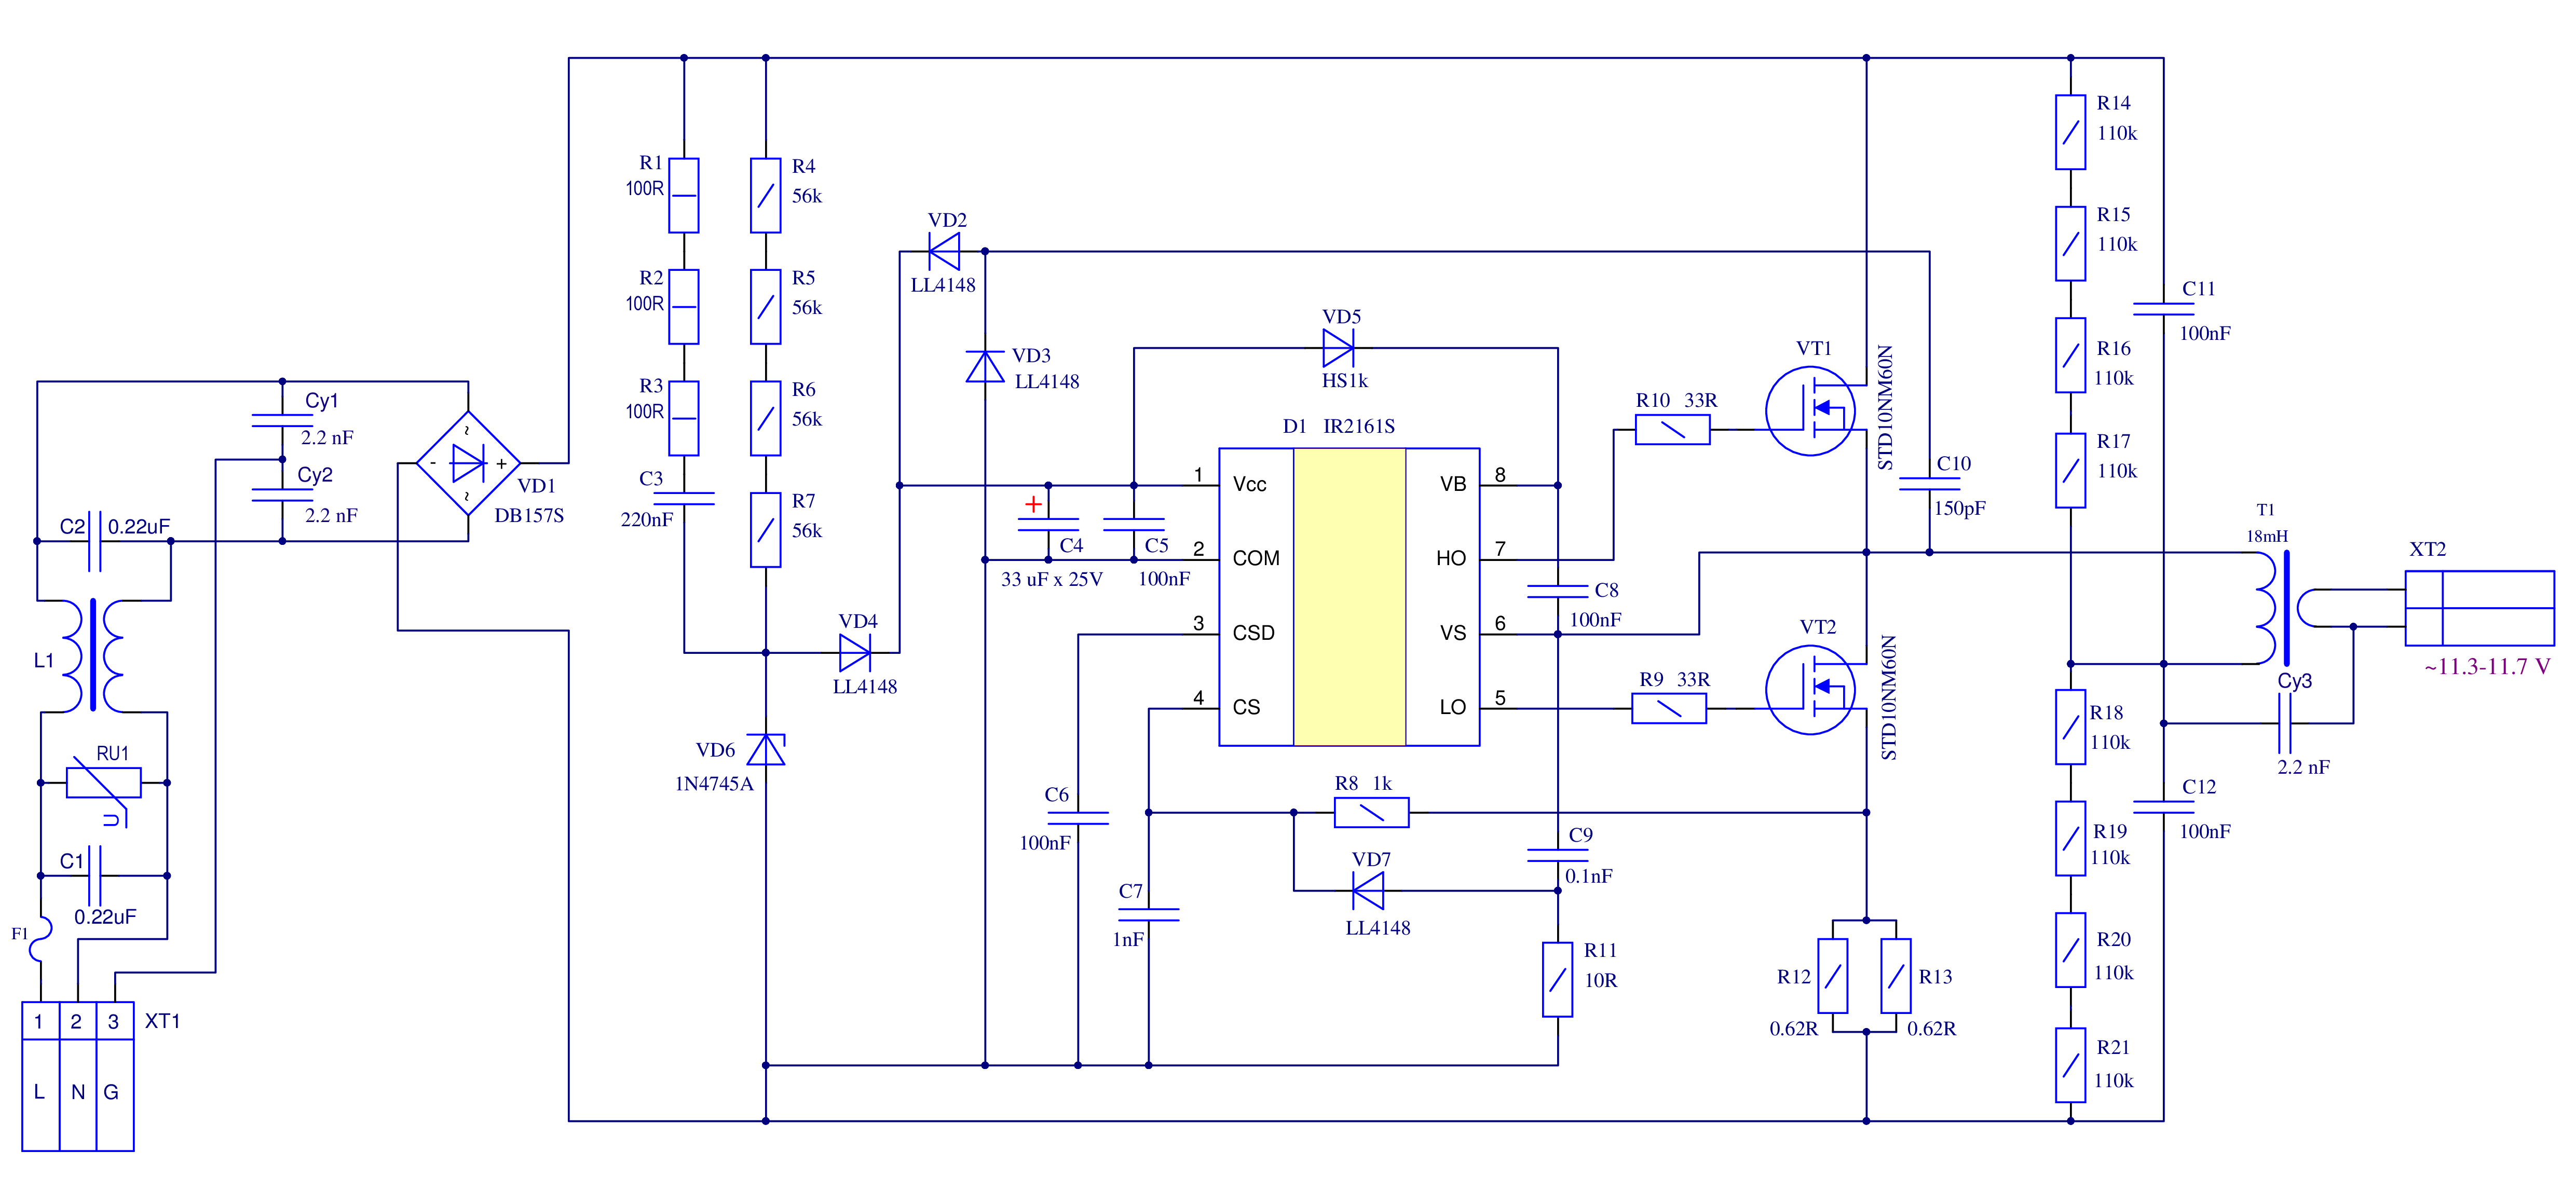 R14
110k
R1
100R
R4
56k
R15
110k
VD2
LL4148
R2
100R
R5
56k
C11
100nF
VD5
HS1k
VD3
LL4148
VT1
STD10NM60N
R16
110k
R3
100R
R6
56k
Cy1
2.2 nF
R10 33R
D1 IR2161S
R17
110k
~
- +
~
VD1
DB157S
Cy2
2.2 nF
C3
220nF
R7
56k
C10
150pF
1 Vcc VB 8
+
C2 0.22uF
C4
33 uF x 25V
C5
100nF
2 COM HO 7
T1
18mH
XT2
C8
100nF
VD4
LL4148
3 CSD VS 6
VT2
STD10NM60N
L1
~11.3-11.7 V
Cy3
2.2 nF
4 CS LO 5
R9 33R
R18
110k
RU1
U
VD6
1N4745A
C6
100nF
R8 1k
C12
100nF
R19
110k
C1
0.22uF
VD7
LL4148
C9
0.1nF
C7
1nF
F1
R11
10R
R12
0.62R
R13
0.62R
R20
110k
1 2 3 XT1
L N G
R21
110k